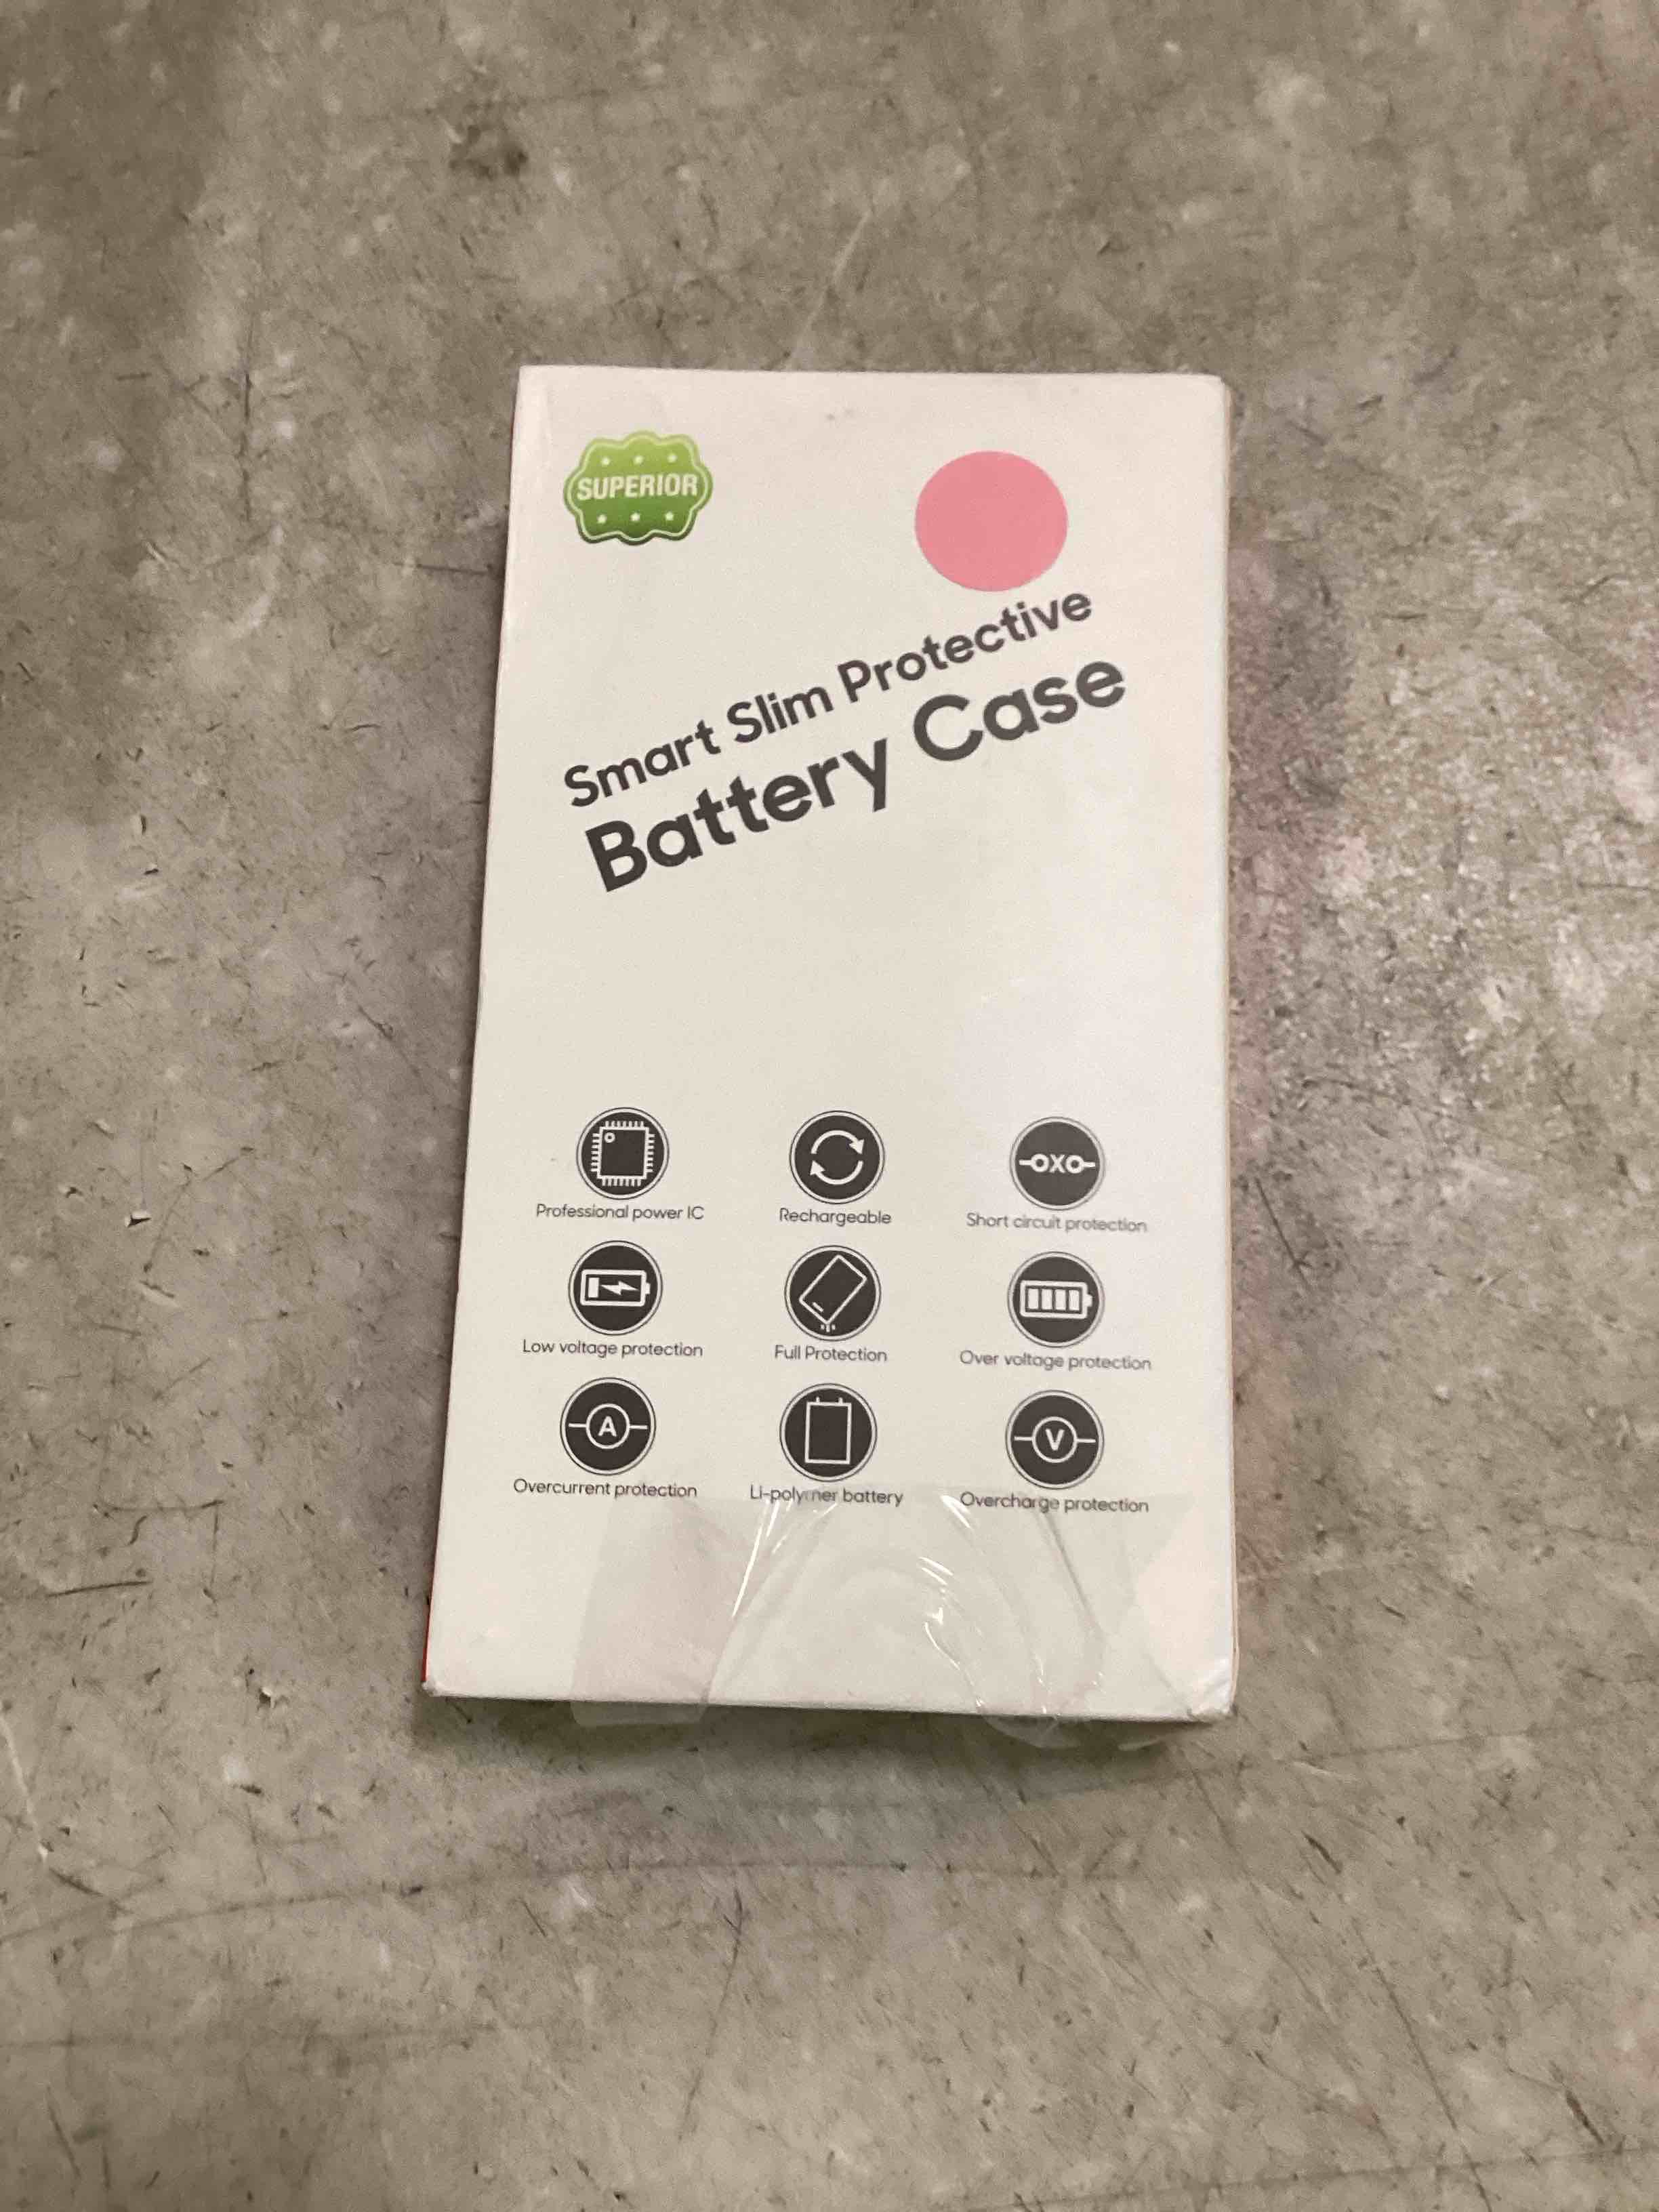 SUPERIOR
Smart Slim Protective
Battery Case
-OXO-
Professional power IC
Rechargeable
Short circuit protection
Low voltage protection
Full Protection
Over voltage protection
A
V
Overcurrent protection
Li-polymer battery
Overcharge protection